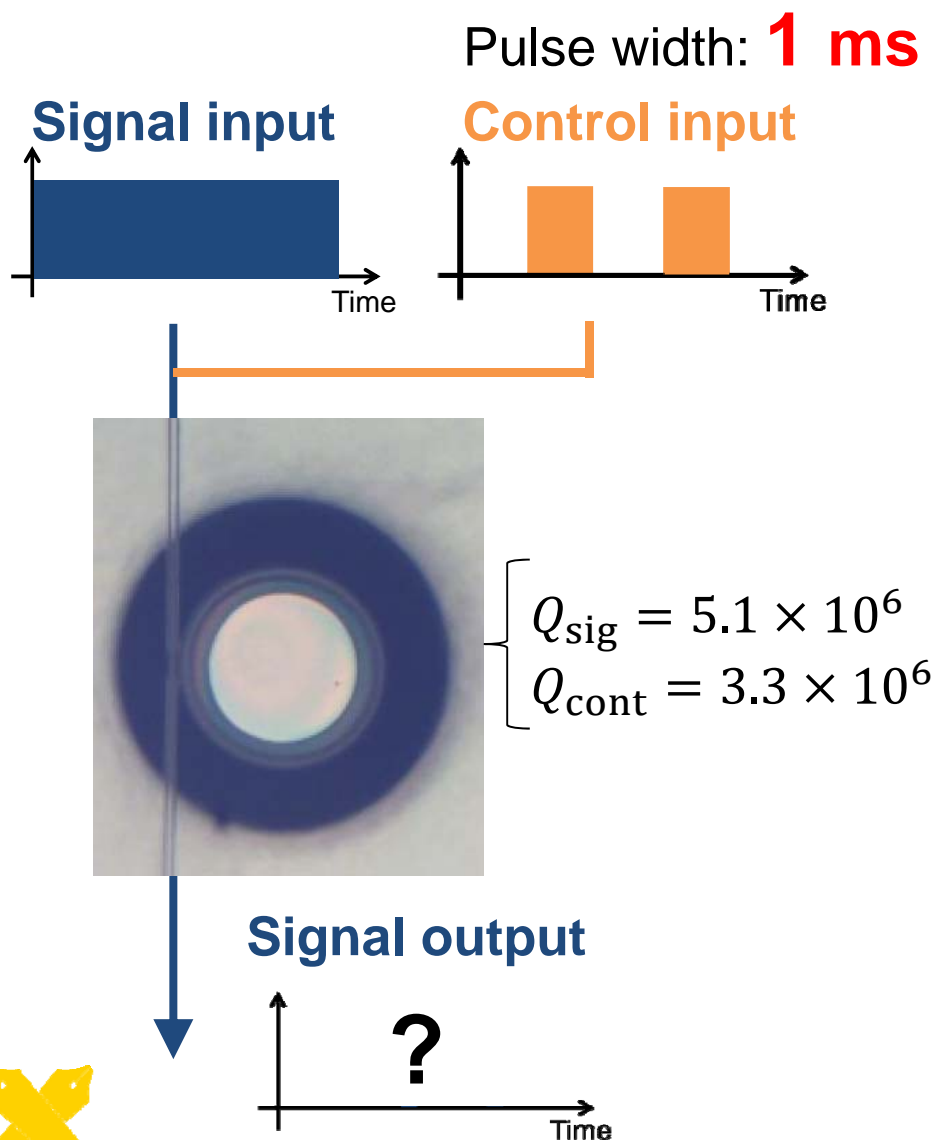 Pulse width: 1 ms
Signal input
Control input
Time
Time
Q_sig = 5.1 × 10^6
Q_cont = 3.3 × 10^6
Signal output
?
Time